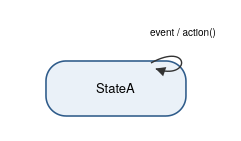 event / action()
StateA